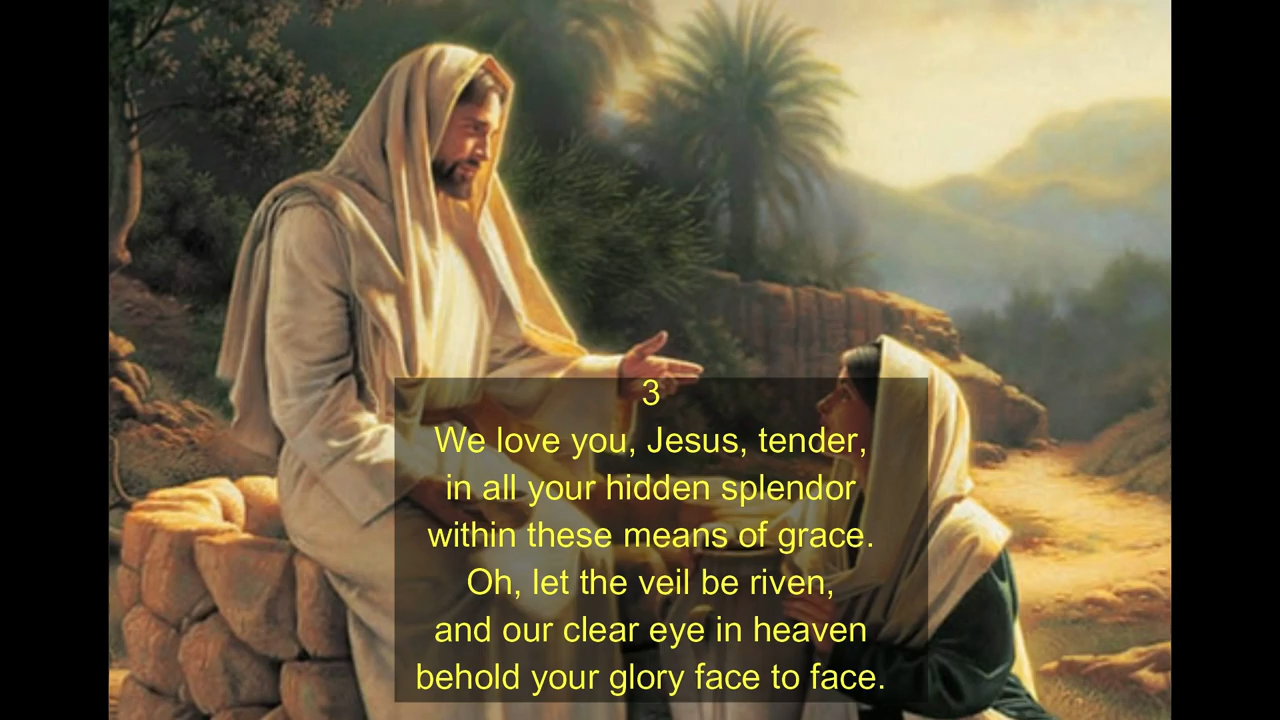 3
We love you, Jesus, tender,
in all your hidden splendor
within these means of grace.
Oh, let the veil be riven,
and our clear eye in heaven
behold your glory face to face.